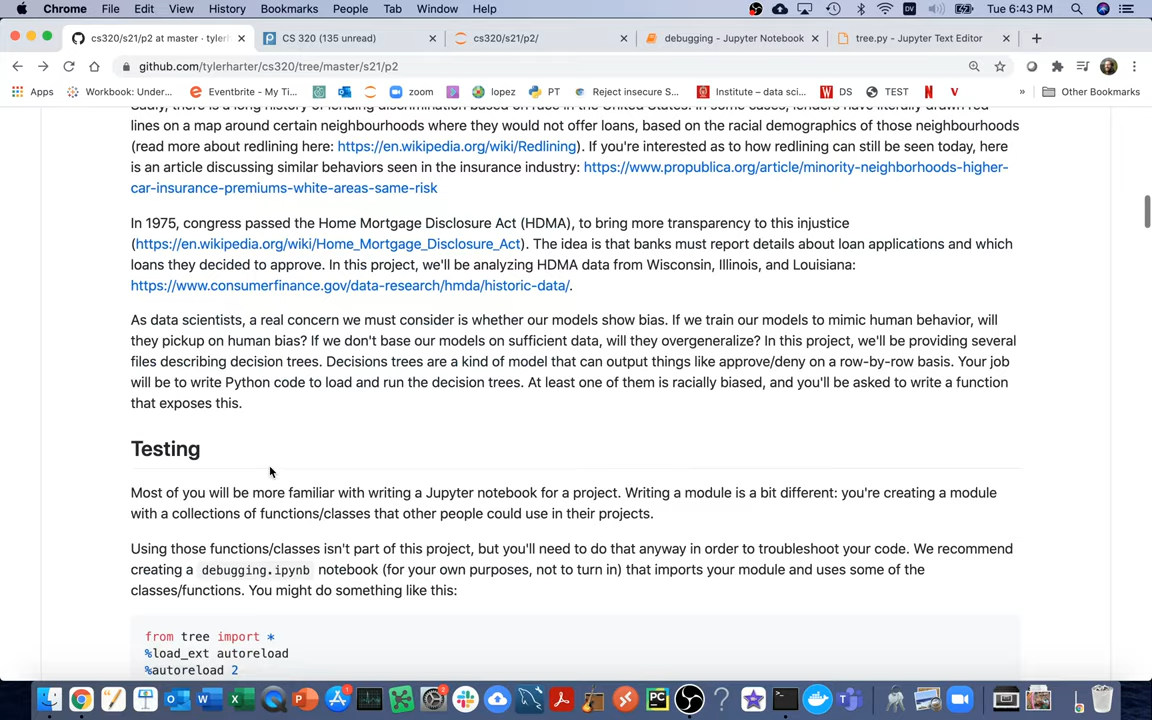 Chrome File Edit View History Bookmarks People Tab Window Help DV Tue 6:43 PM
cs320/s21/p2 at master · tylerh
CS 320 (135 unread)
cs320/s21/p2/
debugging - Jupyter Notebook
tree.py - Jupyter Text Editor
github.com/tylerharter/cs320/tree/master/s21/p2
Apps Workbook: Under... Eventbrite - My Ti... zoom lopez PT Reject insecure S... Institute – data sci... DS TEST » Other Bookmarks
lines on a map around certain neighbourhoods where they would not offer loans, based on the racial demographics of those neighbourhoods
(read more about redlining here: https://en.wikipedia.org/wiki/Redlining). If you're interested as to how redlining can still be seen today, here
is an article discussing similar behaviors seen in the insurance industry: https://www.propublica.org/article/minority-neighborhoods-higher-
car-insurance-premiums-white-areas-same-risk
In 1975, congress passed the Home Mortgage Disclosure Act (HDMA), to bring more transparency to this injustice
(https://en.wikipedia.org/wiki/Home_Mortgage_Disclosure_Act). The idea is that banks must report details about loan applications and which
loans they decided to approve. In this project, we'll be analyzing HDMA data from Wisconsin, Illinois, and Louisiana:
https://www.consumerfinance.gov/data-research/hmda/historic-data/.
As data scientists, a real concern we must consider is whether our models show bias. If we train our models to mimic human behavior, will
they pickup on human bias? If we don't base our models on sufficient data, will they overgeneralize? In this project, we'll be providing several
files describing decision trees. Decisions trees are a kind of model that can output things like approve/deny on a row-by-row basis. Your job
will be to write Python code to load and run the decision trees. At least one of them is racially biased, and you'll be asked to write a function
that exposes this.
Testing
Most of you will be more familiar with writing a Jupyter notebook for a project. Writing a module is a bit different: you're creating a module
with a collections of functions/classes that other people could use in their projects.
Using those functions/classes isn't part of this project, but you'll need to do that anyway in order to troubleshoot your code. We recommend
creating a debugging.ipynb notebook (for your own purposes, not to turn in) that imports your module and uses some of the
classes/functions. You might do something like this:
from tree import *
%load_ext autoreload
%autoreload 2